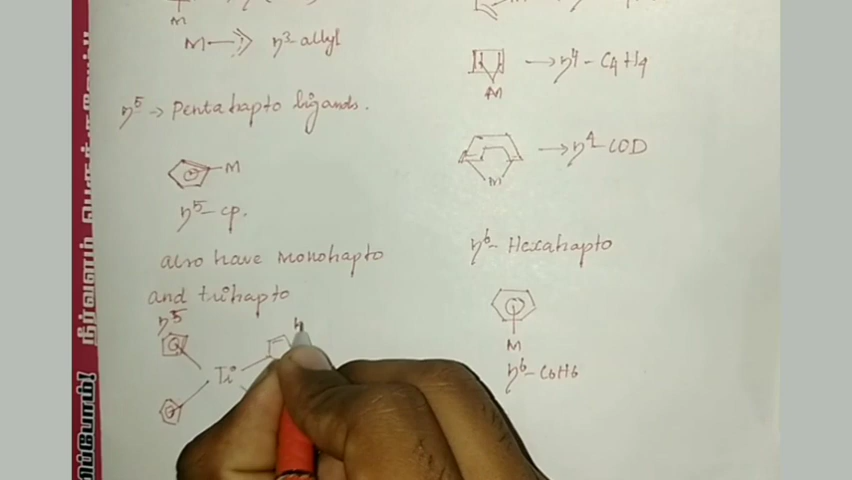 M
M
η³-allyl
η⁵ → Pentahapto ligands.
M
η⁵-cp.
also have monohapto
and trihapto
η⁵
Ti
M
→ η⁴ - C4H4
M
→ η⁴-COD
M
η⁶- Hexahapto
M
η⁶-C6H6
நீர்வளம் பெருக்குவோம்!!